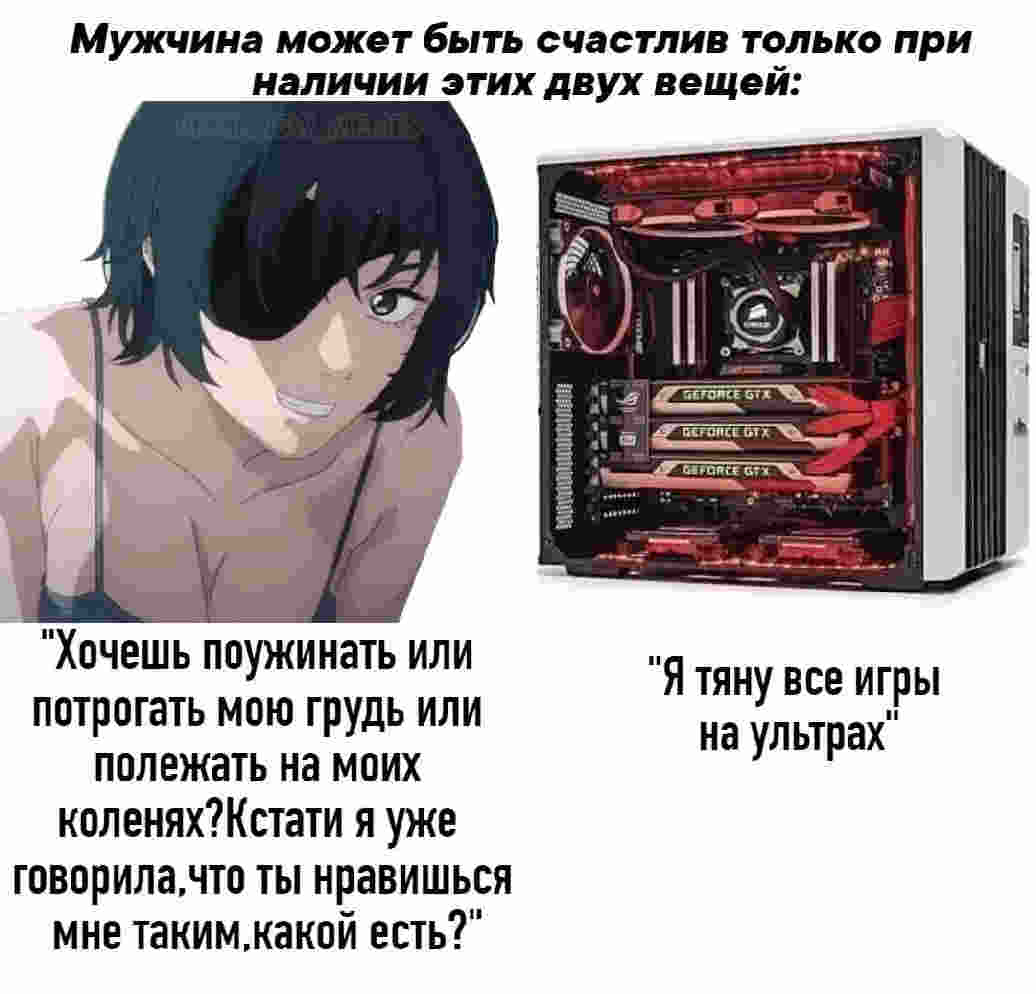 Мужчина может быть счастлив только при
наличии этих двух вещей:
"Хочешь поужинать или
потрогать мою грудь или
полежать на моих
коленях?Кстати я уже
говорила,что ты нравишься
мне таким,какой есть?"
GEFORCE GTX
GEFORCE GTX
GEFORCE GTX
"Я тяну все игры
на ультрах"